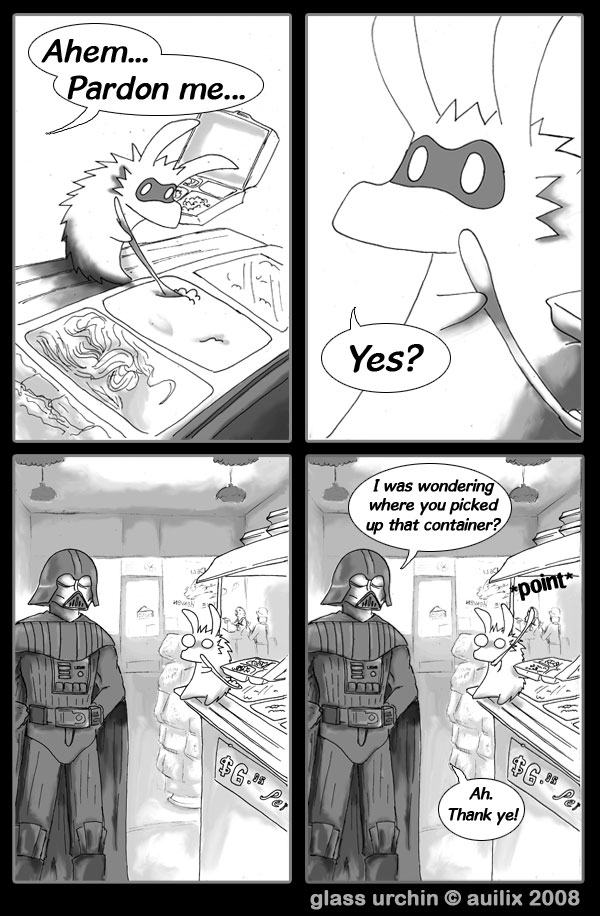 Ahem...
Pardon me...
Yes?
I was wondering
where you picked
up that container?
*point*
Ah.
Thank ye!
$6.
$6.
glass urchin © auilix 2008